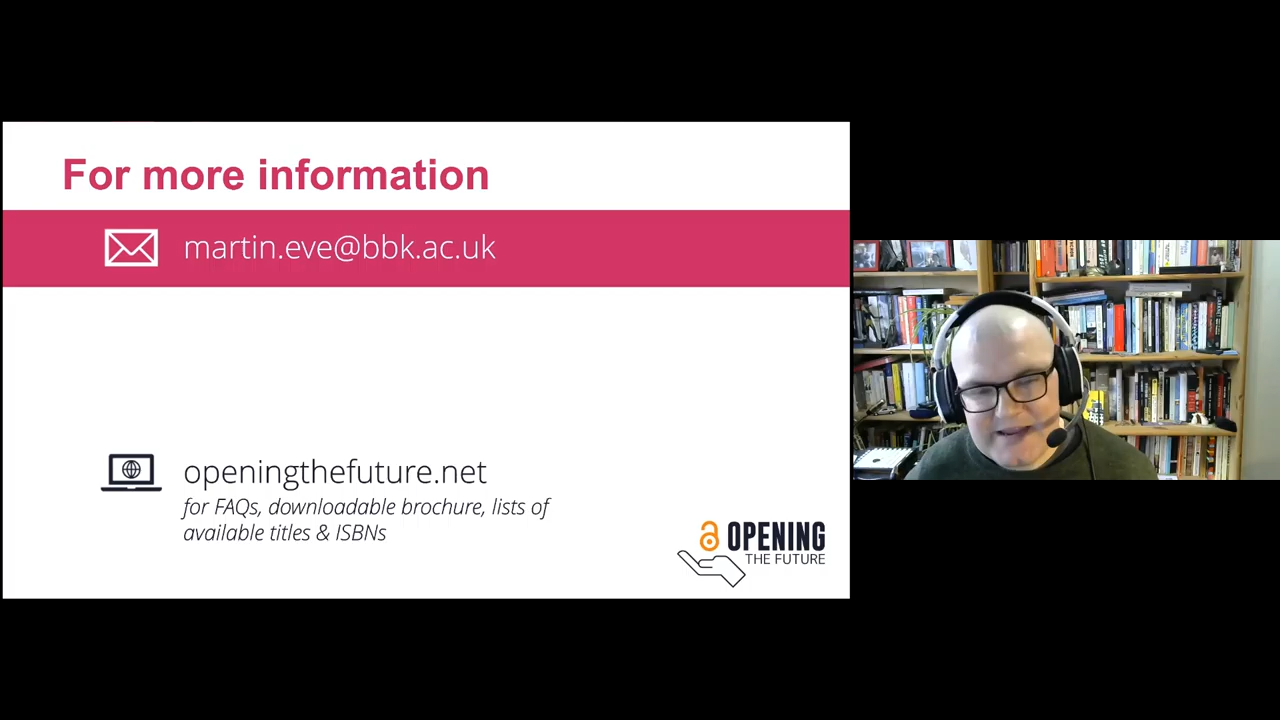 For more information
martin.eve@bbk.ac.uk
openingthefuture.net
for FAQs, downloadable brochure, lists of
available titles & ISBNs
OPENING
THE FUTURE